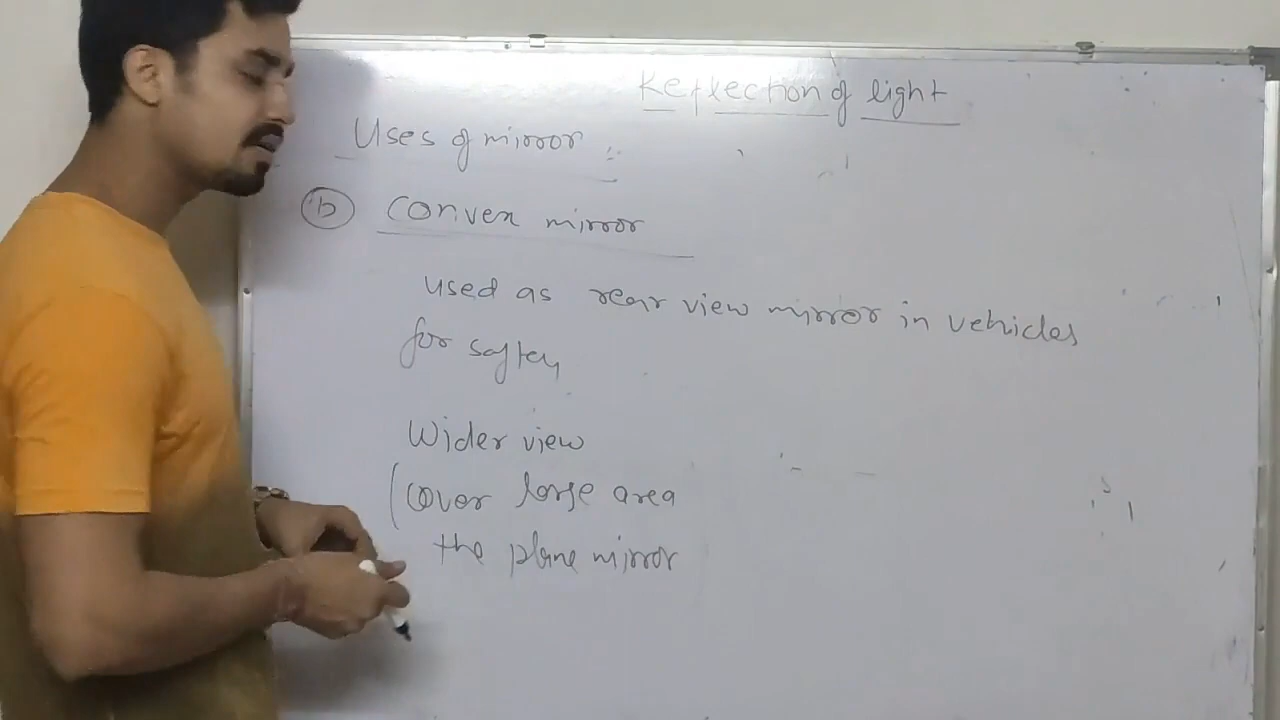 Reflection of light
Uses of mirror :-
(b) Convex mirror
used as rear view mirror in vehicles
for saftey
Wider view
(Cover large area
the plane mirror